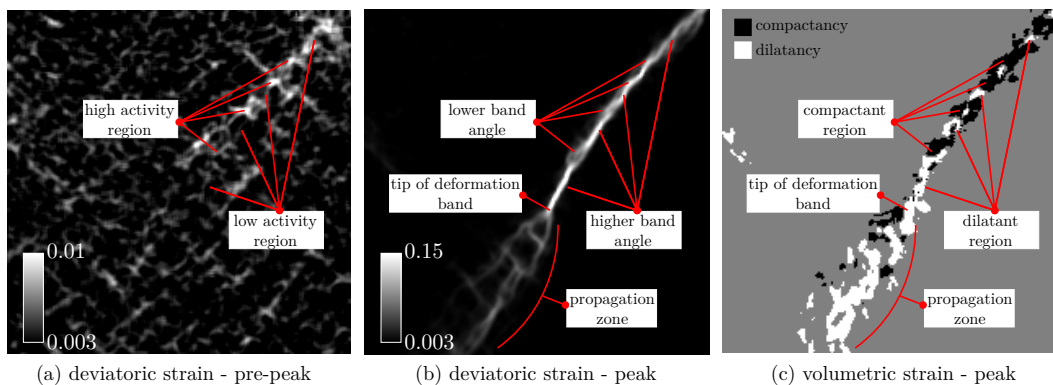 high activity
region
low activity
region
0.01
0.003
(a) deviatoric strain - pre-peak
lower band
angle
tip of deformation
band
higher band
angle
0.15
0.003
propagation
zone
(b) deviatoric strain - peak
compactancy
dilatancy
compactant
region
tip of deformation
band
dilatant
region
propagation
zone
(c) volumetric strain - peak